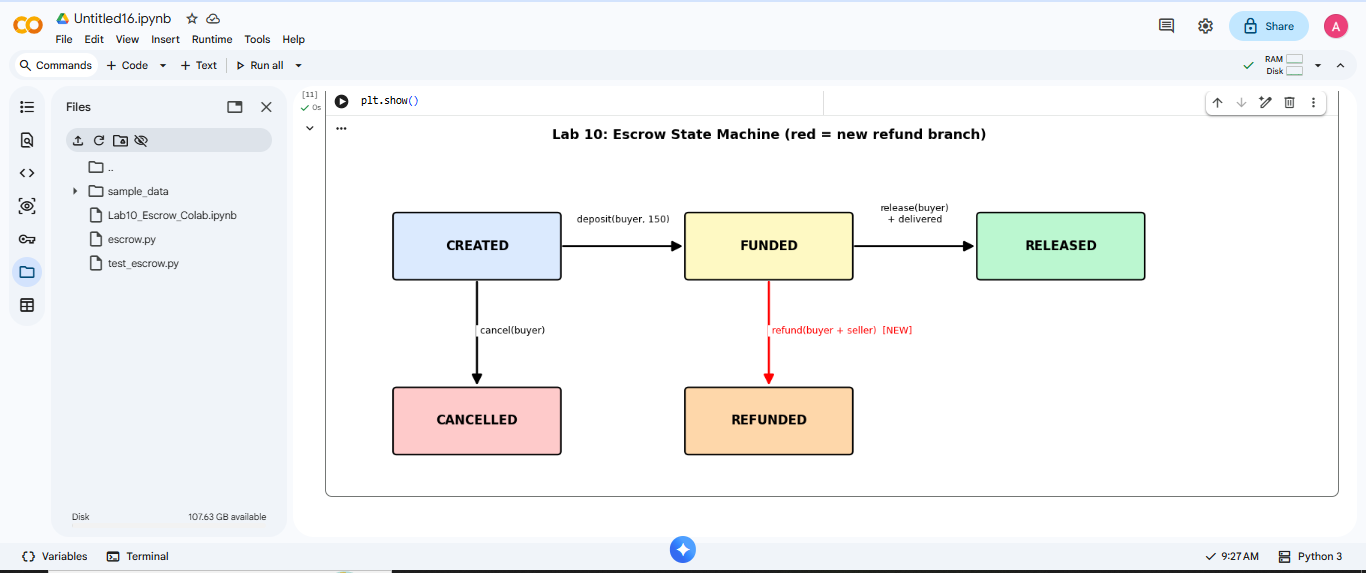 Untitled16.ipynb
File Edit View Insert Runtime Tools Help
Share
A
Commands
+ Code
+ Text
Run all
RAM
Disk
Files
..
sample_data
Lab10_Escrow_Colab.ipynb
escrow.py
test_escrow.py
Disk
107.63 GB available
[11]
0s
plt.show()
Lab 10: Escrow State Machine (red = new refund branch)
CREATED
deposit(buyer, 150)
FUNDED
release(buyer)
+ delivered
RELEASED
cancel(buyer)
refund(buyer + seller) [NEW]
CANCELLED
REFUNDED
Variables
Terminal
9:27 AM
Python 3